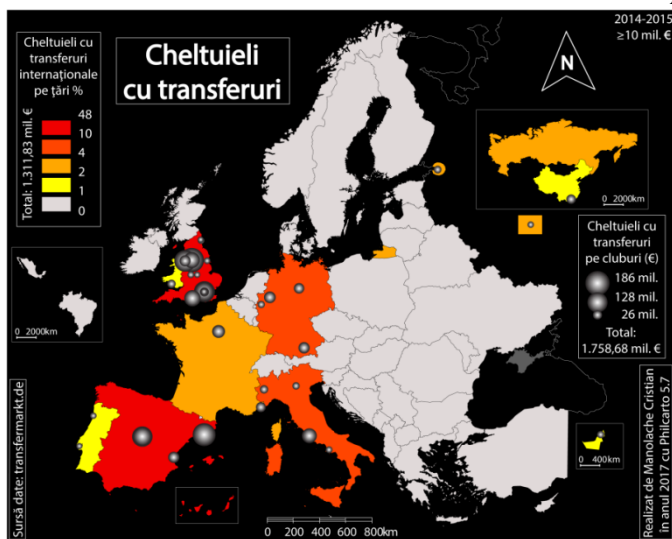 Cheltuieli cu
transferuri
internaţionale
pe ţări %
48
10
4
2
1
0
Total: 1.311,83 mil. €
Cheltuieli
cu transferuri
2014-2015
≥10 mil. €
N
0 2000km
Cheltuieli cu
transferuri
pe cluburi (€)
186 mil.
128 mil.
26 mil.
Total:
1.758,68 mil. €
0 2000km
0 400km
0 200 400 600 800km
Sursă date: transfermarkt.de
Realizat de Manolache Cristian
în anul 2017 cu Philcarto 5.7